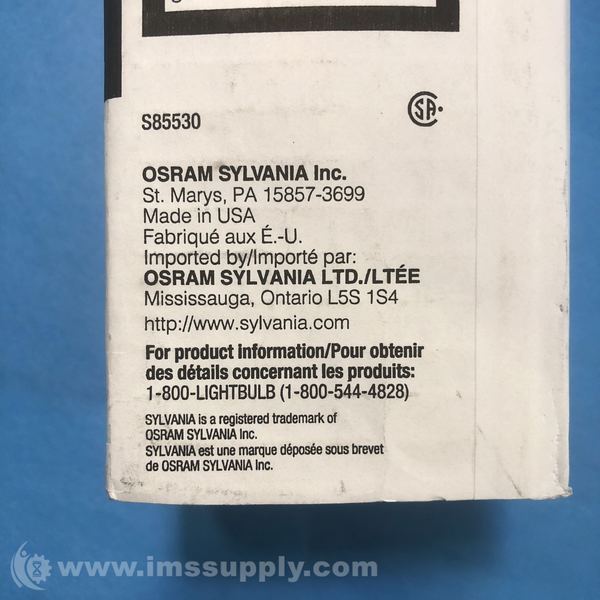 S85530
SA
OSRAM SYLVANIA Inc.
St. Marys, PA 15857-3699
Made in USA
Fabriqué aux É.-U.
Imported by/Importé par:
OSRAM SYLVANIA LTD./LTÉE
Mississauga, Ontario L5S 1S4
http://www.sylvania.com
For product information/Pour obtenir
des détails concernant les produits:
1-800-LIGHTBULB (1-800-544-4828)
SYLVANIA is a registered trademark of
OSRAM SYLVANIA Inc.
SYLVANIA est une marque déposée sous brevet
de OSRAM SYLVANIA Inc.
www.imssupply.com